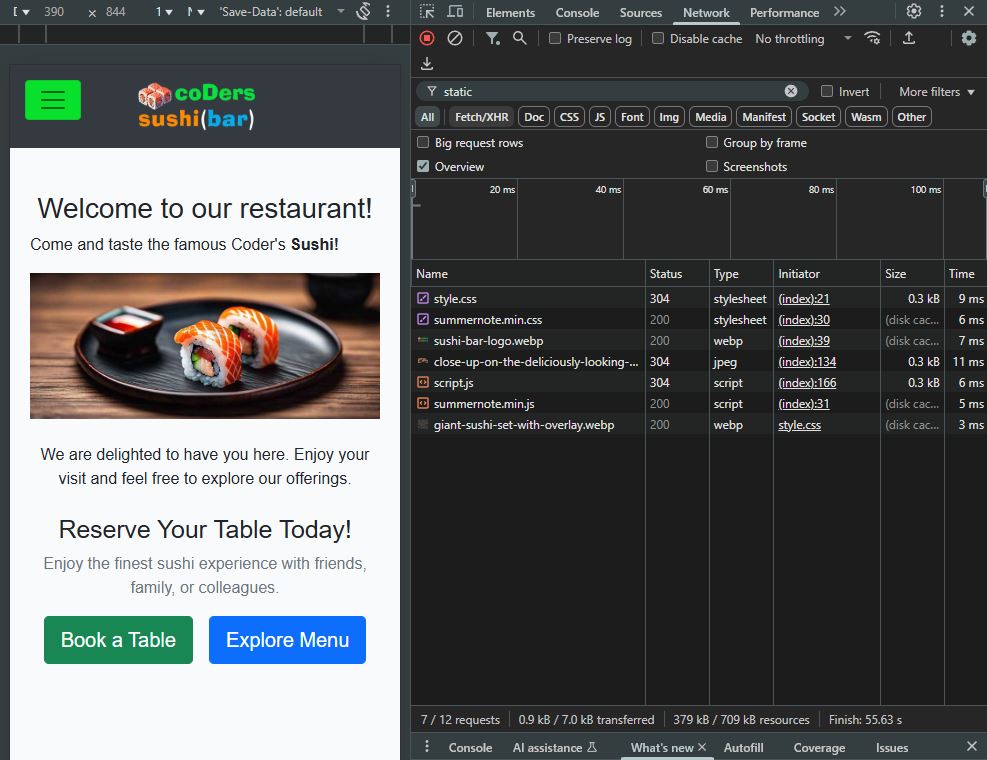 390 × 844 1 'Save-Data': default
coDers
sushi(bar)
Welcome to our restaurant!
Come and taste the famous Coder's Sushi!
We are delighted to have you here. Enjoy your
visit and feel free to explore our offerings.
Reserve Your Table Today!
Enjoy the finest sushi experience with friends,
family, or colleagues.
Book a Table Explore Menu
Elements Console Sources Network Performance
Preserve log Disable cache No throttling
static Invert More filters
All Fetch/XHR Doc CSS JS Font Img Media Manifest Socket Wasm Other
Big request rows Group by frame
Overview Screenshots
20 ms 40 ms 60 ms 80 ms 100 ms
Name Status Type Initiator Size Time
style.css 304 stylesheet (index):21 0.3 kB 9 ms
summernote.min.css 200 stylesheet (index):30 (disk cac... 6 ms
sushi-bar-logo.webp 200 webp (index):39 (disk cac... 7 ms
close-up-on-the-deliciously-looking-... 304 jpeg (index):134 0.3 kB 11 ms
script.js 304 script (index):166 0.3 kB 6 ms
summernote.min.js 200 script (index):31 (disk cac... 5 ms
giant-sushi-set-with-overlay.webp 200 webp style.css (disk cac... 3 ms
7 / 12 requests 0.9 kB / 7.0 kB transferred 379 kB / 709 kB resources Finish: 55.63 s
Console AI assistance What's new Autofill Coverage Issues